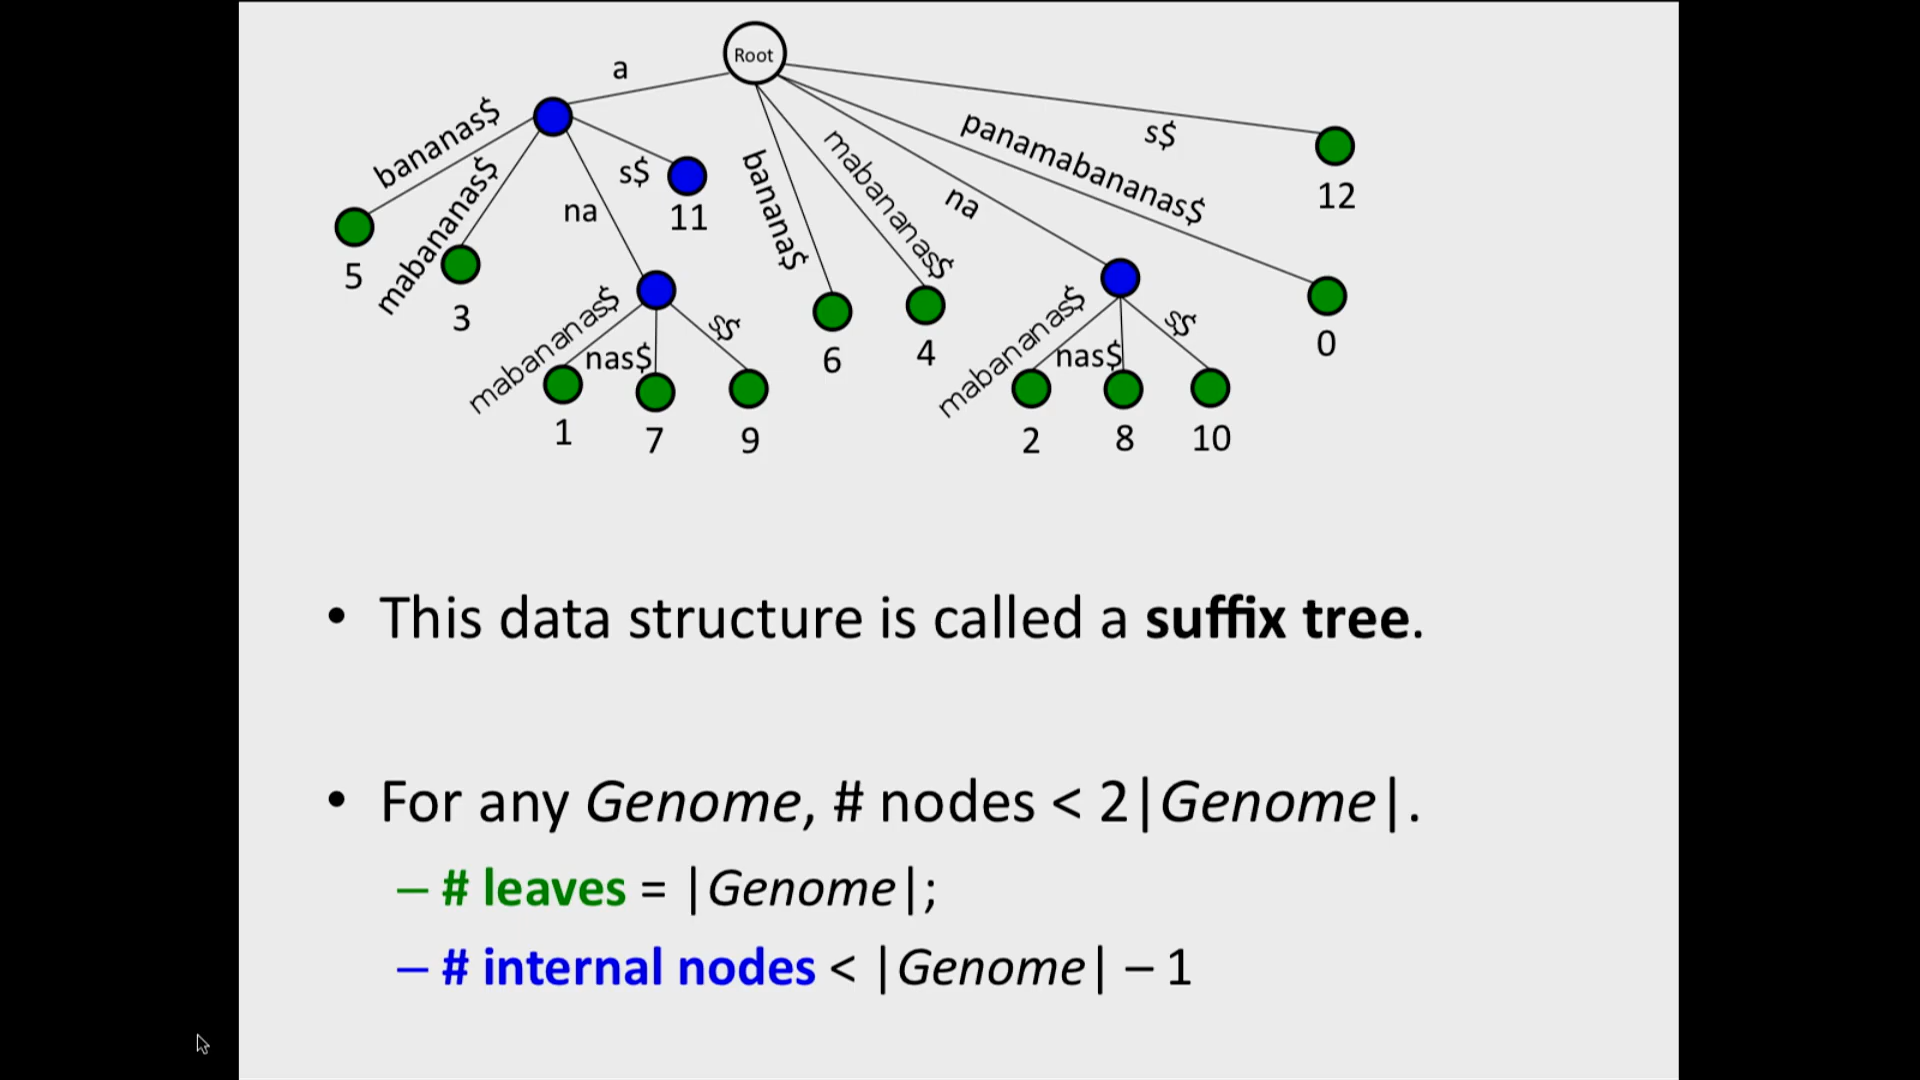 Root
a
bananas$
mabananas$
na
s$
11
5
3
mabananas$
nas$
s$
1
7
9
banana$
6
mabananas$
4
na
mabananas$
nas$
s$
2
8
10
panamabananas$
0
s$
12
• This data structure is called a suffix tree.
• For any Genome, # nodes < 2|Genome|.
– # leaves = |Genome|;
– # internal nodes < |Genome| – 1